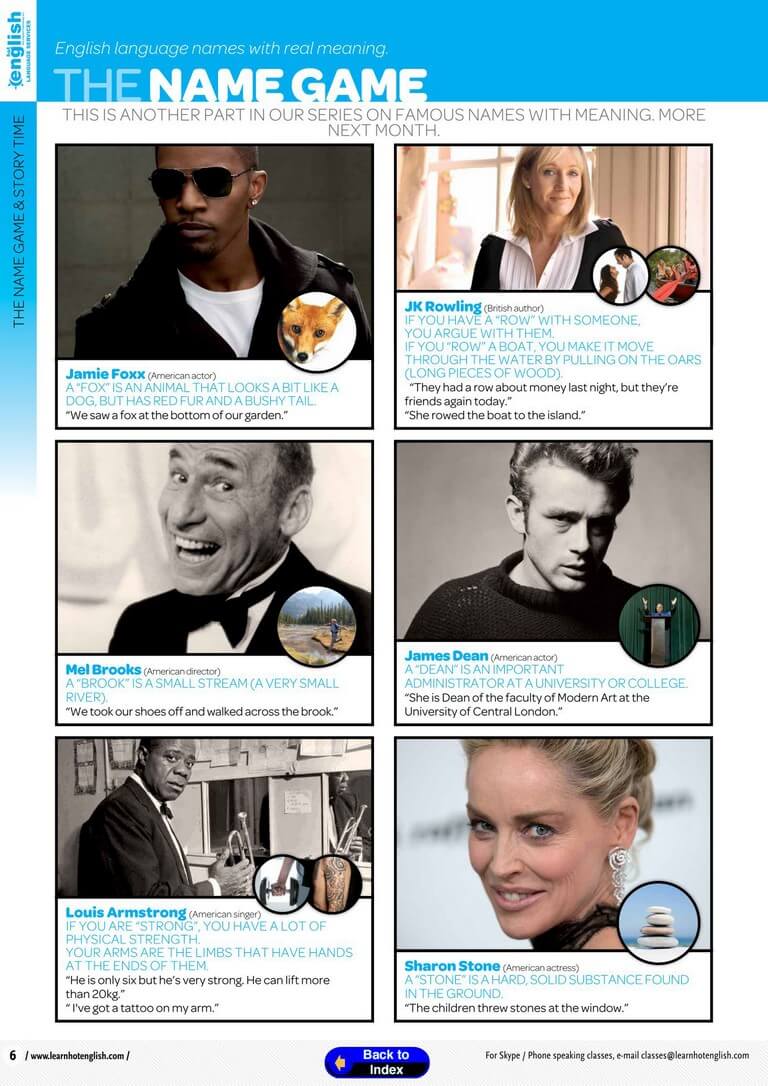 hot
english
LANGUAGE SERVICES
THE NAME GAME & STORY TIME
English language names with real meaning.
THE NAME GAME
THIS IS ANOTHER PART IN OUR SERIES ON FAMOUS NAMES WITH MEANING. MORE
NEXT MONTH.
Jamie Foxx (American actor)
A “FOX” IS AN ANIMAL THAT LOOKS A BIT LIKE A
DOG, BUT HAS RED FUR AND A BUSHY TAIL.
“We saw a fox at the bottom of our garden.”
JK Rowling (British author)
IF YOU HAVE A “ROW” WITH SOMEONE,
YOU ARGUE WITH THEM.
IF YOU “ROW” A BOAT, YOU MAKE IT MOVE
THROUGH THE WATER BY PULLING ON THE OARS
(LONG PIECES OF WOOD).
“They had a row about money last night, but they’re
friends again today.”
“She rowed the boat to the island.”
Mel Brooks (American director)
A “BROOK” IS A SMALL STREAM (A VERY SMALL
RIVER).
“We took our shoes off and walked across the brook.”
James Dean (American actor)
A “DEAN” IS AN IMPORTANT
ADMINISTRATOR AT A UNIVERSITY OR COLLEGE.
“She is Dean of the faculty of Modern Art at the
University of Central London.”
Louis Armstrong (American singer)
IF YOU ARE “STRONG”, YOU HAVE A LOT OF
PHYSICAL STRENGTH.
YOUR ARMS ARE THE LIMBS THAT HAVE HANDS
AT THE ENDS OF THEM.
“He is only six but he’s very strong. He can lift more
than 20kg.”
“ I’ve got a tattoo on my arm.”
Sharon Stone (American actress)
A “STONE” IS A HARD, SOLID SUBSTANCE FOUND
IN THE GROUND.
“The children threw stones at the window.”
6 / www.learnhotenglish.com /
Back to
Index
For Skype / Phone speaking classes, e-mail classes@learnhotenglish.com